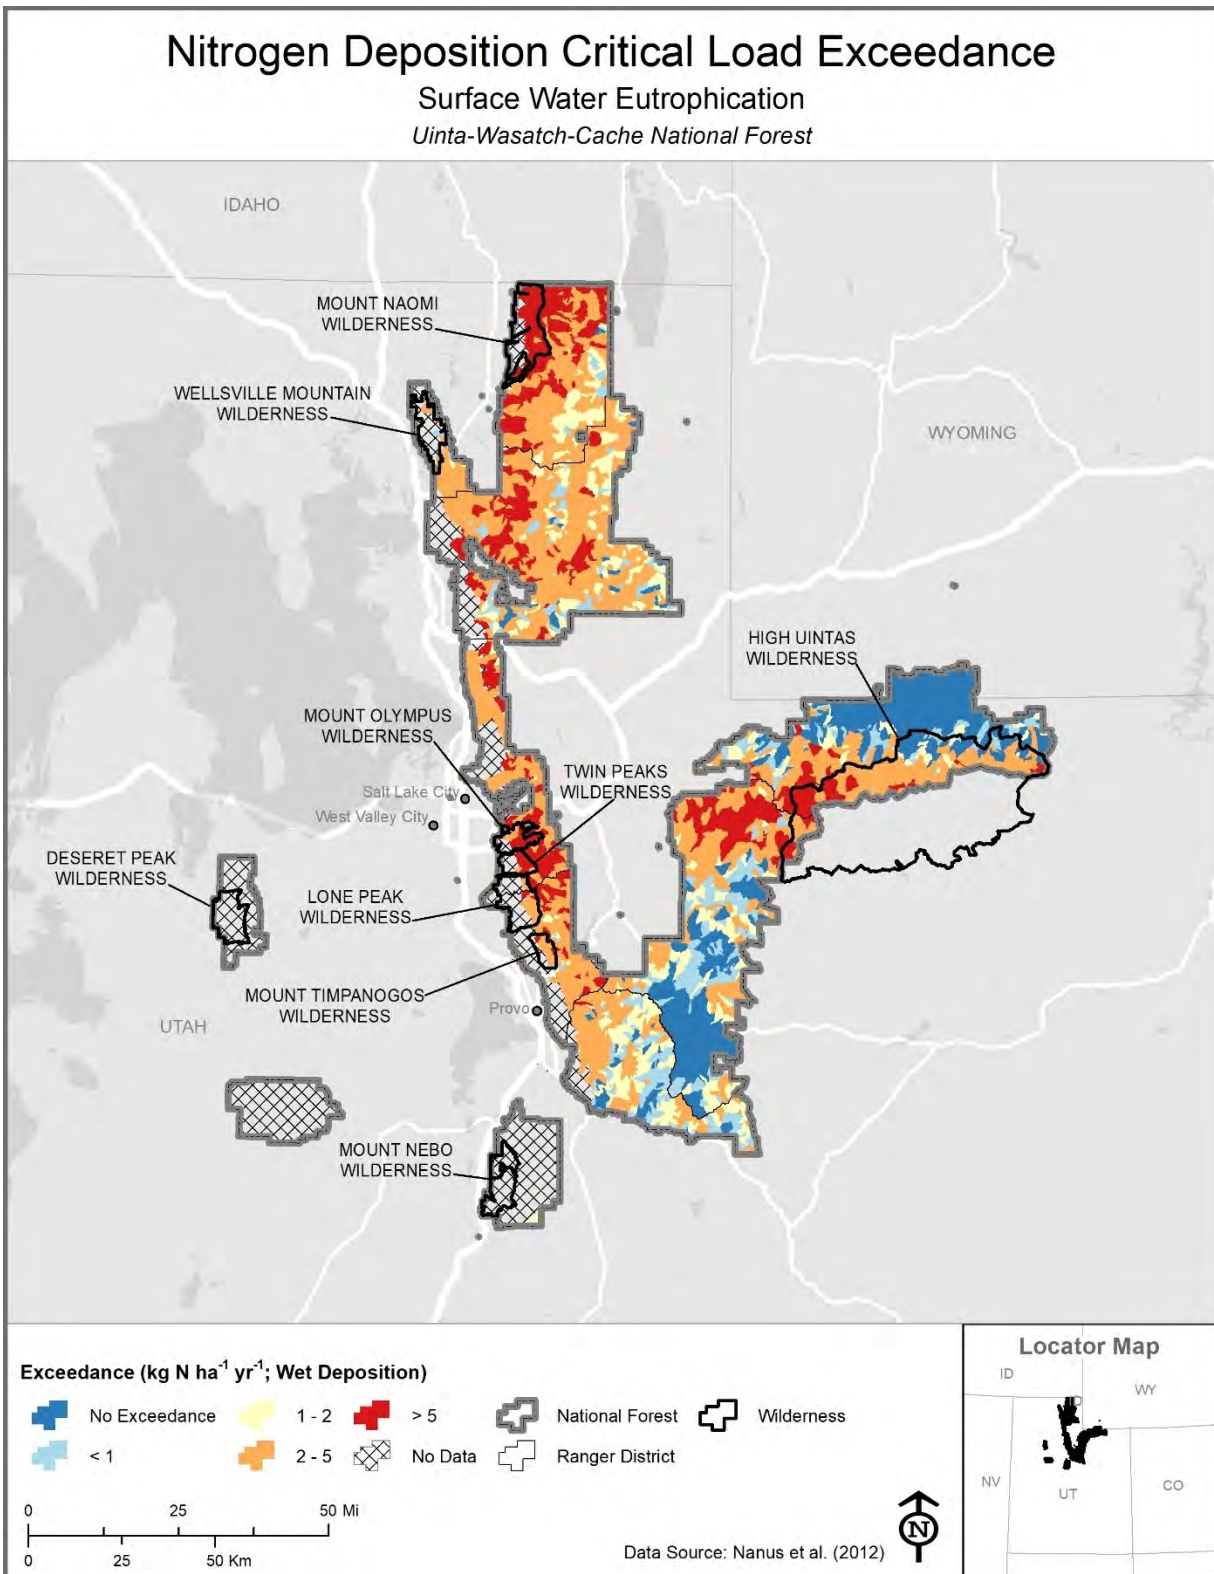 Nitrogen Deposition Critical Load Exceedance
Surface Water Eutrophication
Uinta-Wasatch-Cache National Forest
IDAHO
MOUNT NAOMI
WILDERNESS
WELLSVILLE MOUNTAIN
WILDERNESS
WYOMING
HIGH UINTAS
WILDERNESS
MOUNT OLYMPUS
WILDERNESS
TWIN PEAKS
WILDERNESS
Salt Lake City
West Valley City
DESERET PEAK
WILDERNESS
LONE PEAK
WILDERNESS
MOUNT TIMPANOGOS
WILDERNESS
Provo
UTAH
MOUNT NEBO
WILDERNESS
Exceedance (kg N ha⁻¹ yr⁻¹; Wet Deposition)
No Exceedance
1 - 2
> 5
National Forest
Wilderness
< 1
2 - 5
No Data
Ranger District
0 25 50 Mi
0 25 50 Km
Data Source: Nanus et al. (2012)
N
Locator Map
ID
WY
NV
UT
CO